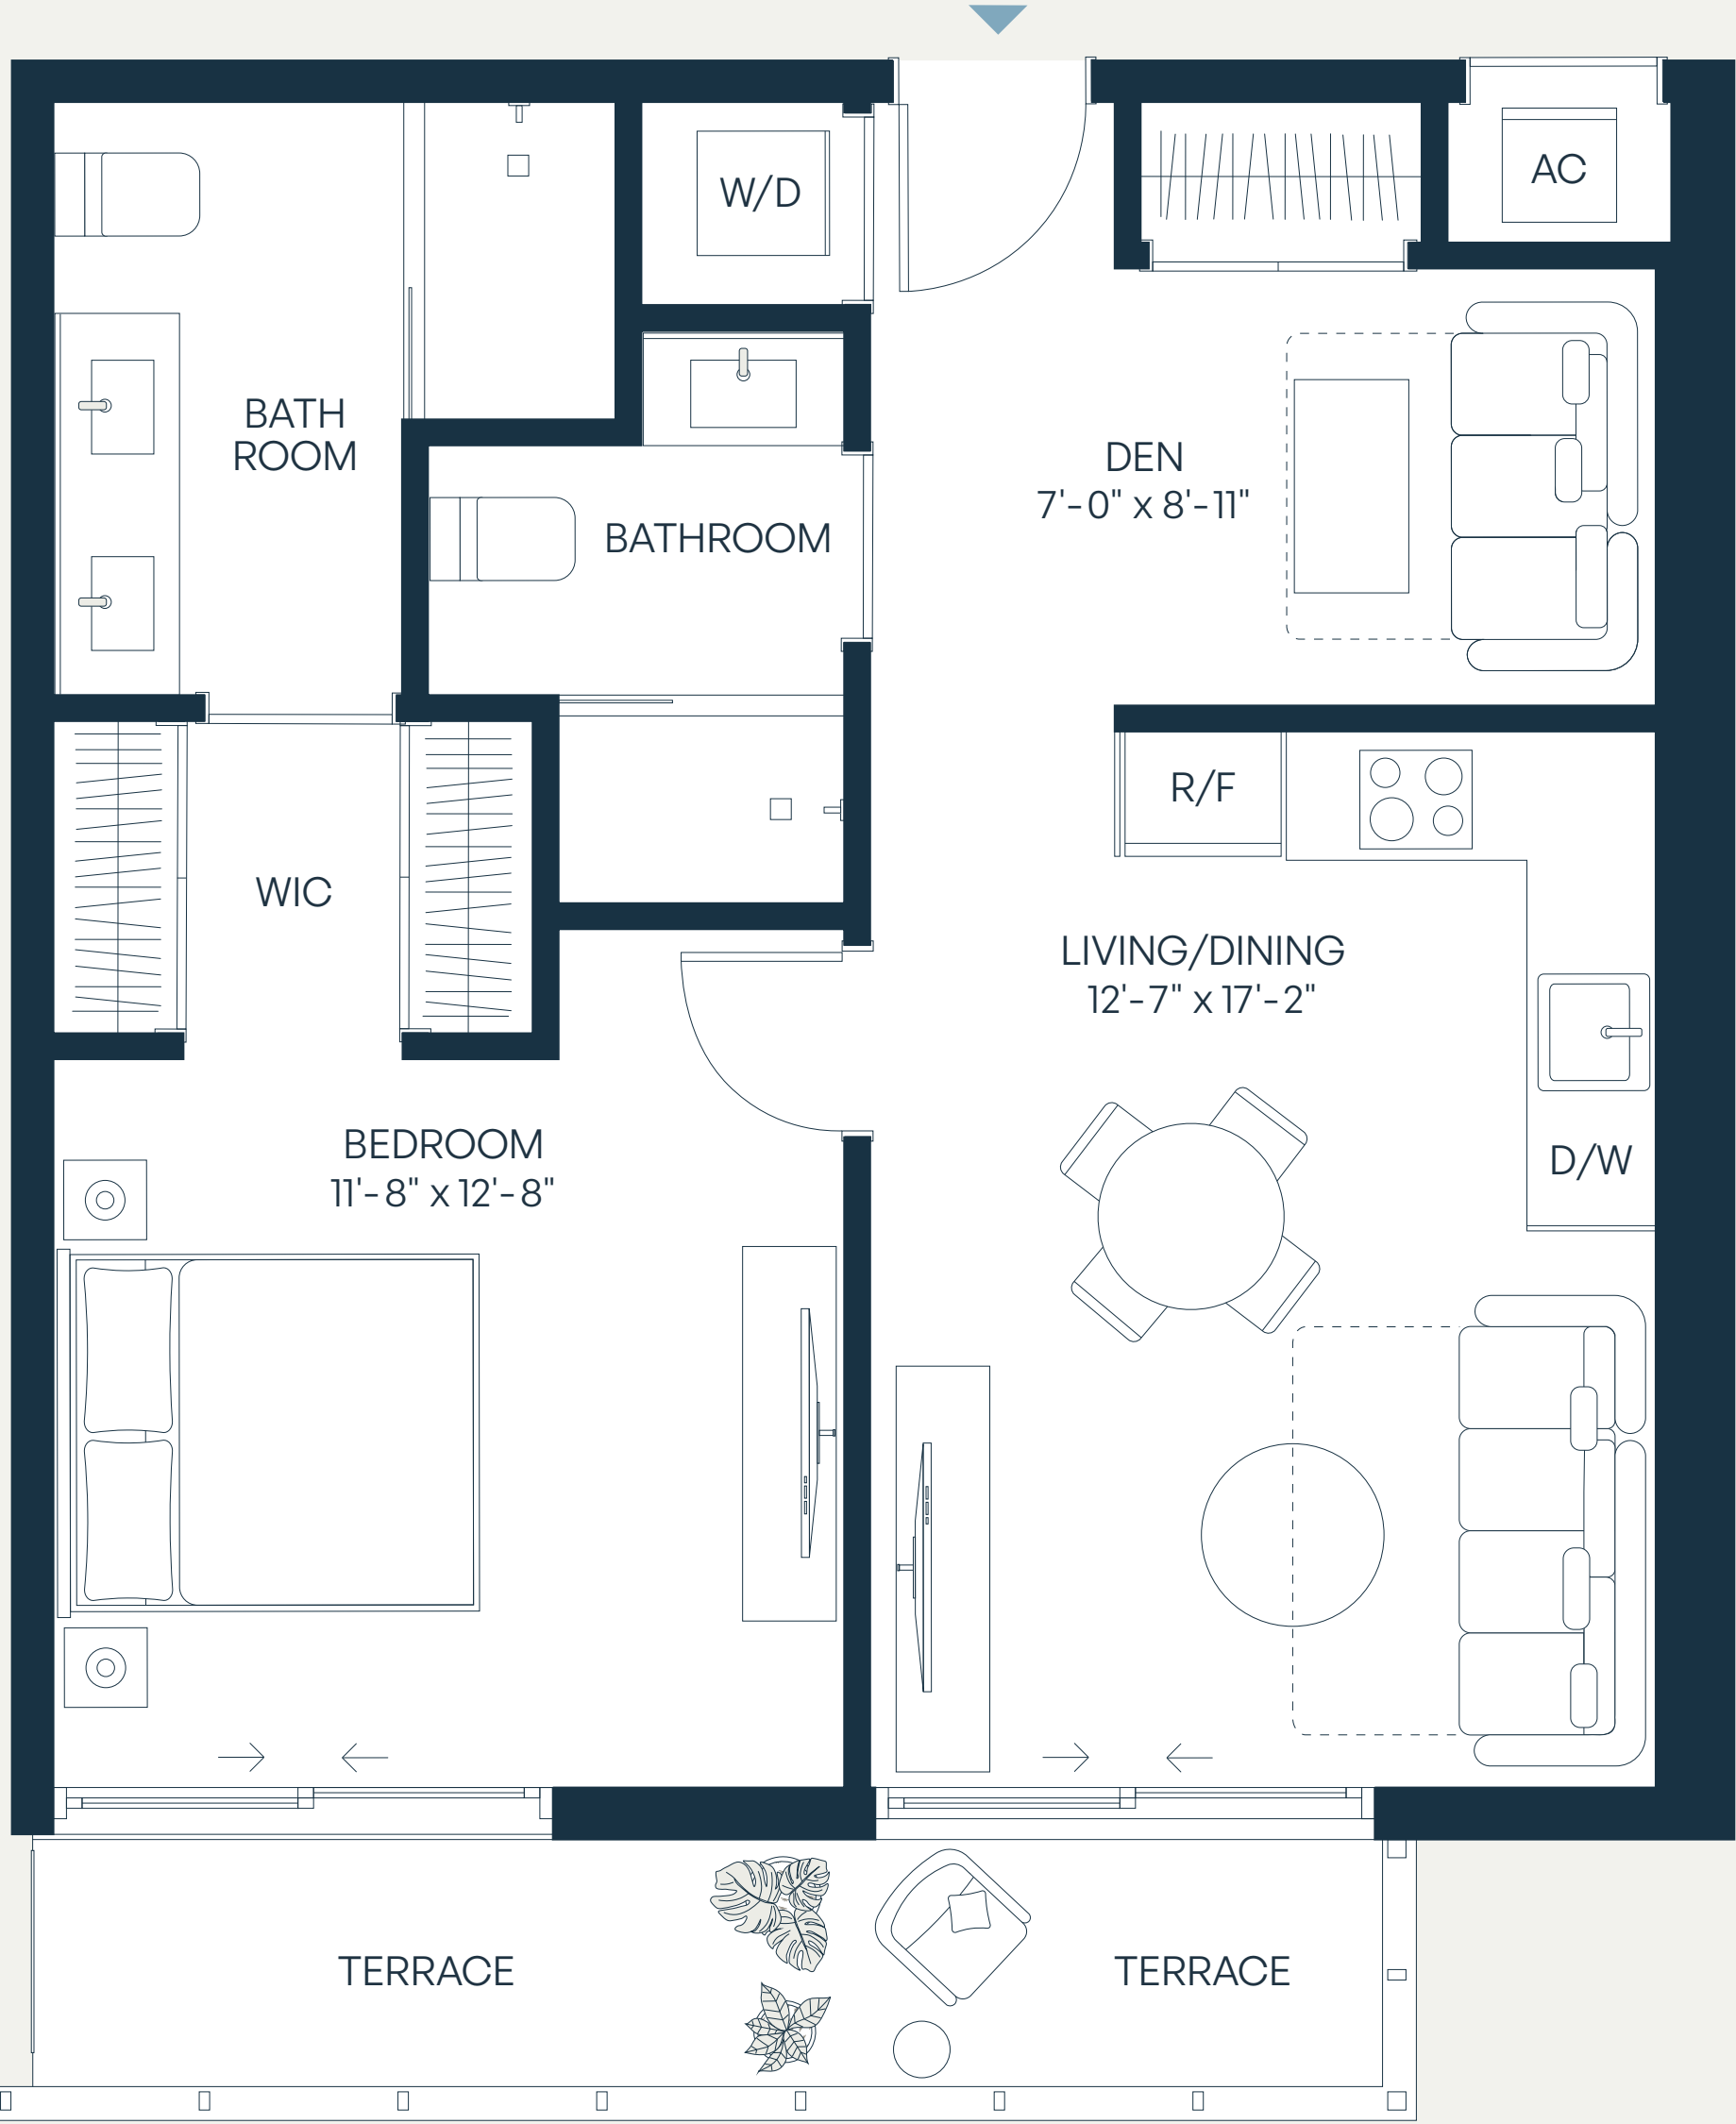 W/D
AC
BATH
ROOM
BATHROOM
DEN
7'-0" x 8'-11"
R/F
WIC
LIVING/DINING
12'-7" x 17'-2"
BEDROOM
11'-8" x 12'-8"
D/W
TERRACE
TERRACE